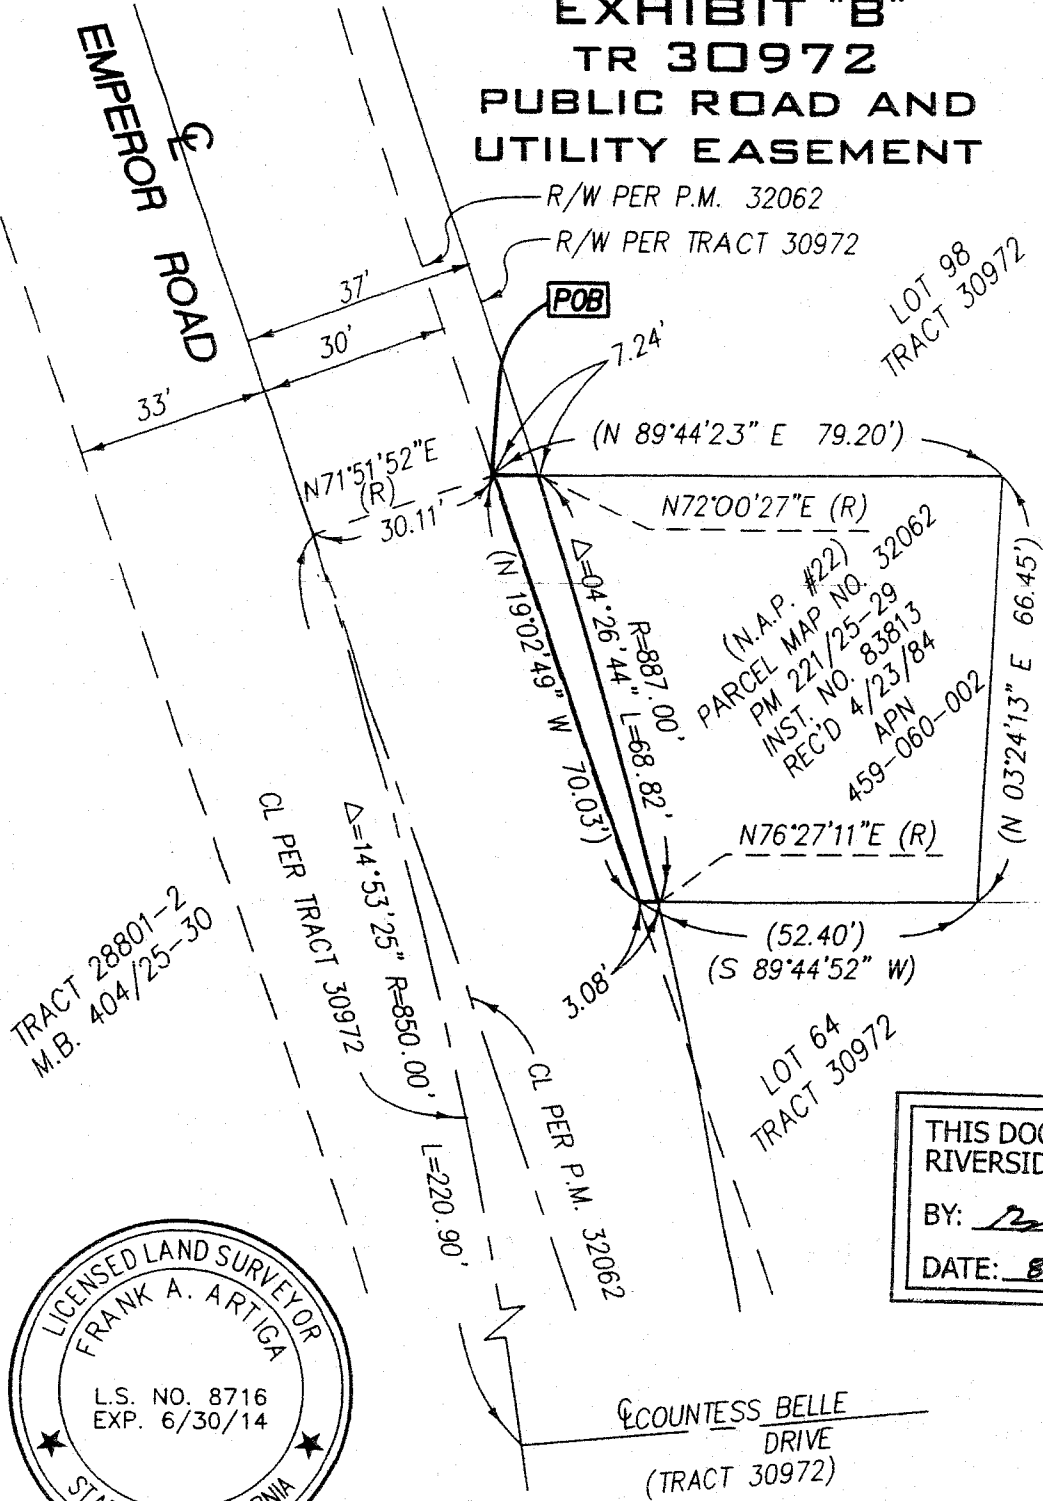 EXHIBIT "B"
TR 30972
PUBLIC ROAD AND
UTILITY EASEMENT
EMPEROR ROAD
℄
R/W PER P.M. 32062
R/W PER TRACT 30972
POB
37'
30'
33'
7.24'
LOT 98
TRACT 30972
(N 89°44'23" E 79.20')
N71°51'52"E
(R)
30.11'
N72°00'27"E (R)
(N 19°02'49" W 70.03')
Δ=04°26'44" L=68.82'
R=887.00'
(N.A.P. #22)
PARCEL MAP NO. 32062
PM 221/25-29
INST. NO. 83813
REC'D 4/23/84
APN
459-060-002
(N 03°24'13" E 66.45')
N76°27'11"E (R)
(52.40')
(S 89°44'52" W)
3.08'
CL PER TRACT 30972
Δ=14°53'25" R=850.00' L=220.90'
CL PER P.M. 32062
TRACT 28801-2
M.B. 404/25-30
LOT 64
TRACT 30972
THIS DOC
RIVERSID
BY:
DATE: 8
LICENSED LAND SURVEYOR
FRANK A. ARTIGA
L.S. NO. 8716
EXP. 6/30/14
℄ COUNTESS BELLE
DRIVE
(TRACT 30972)